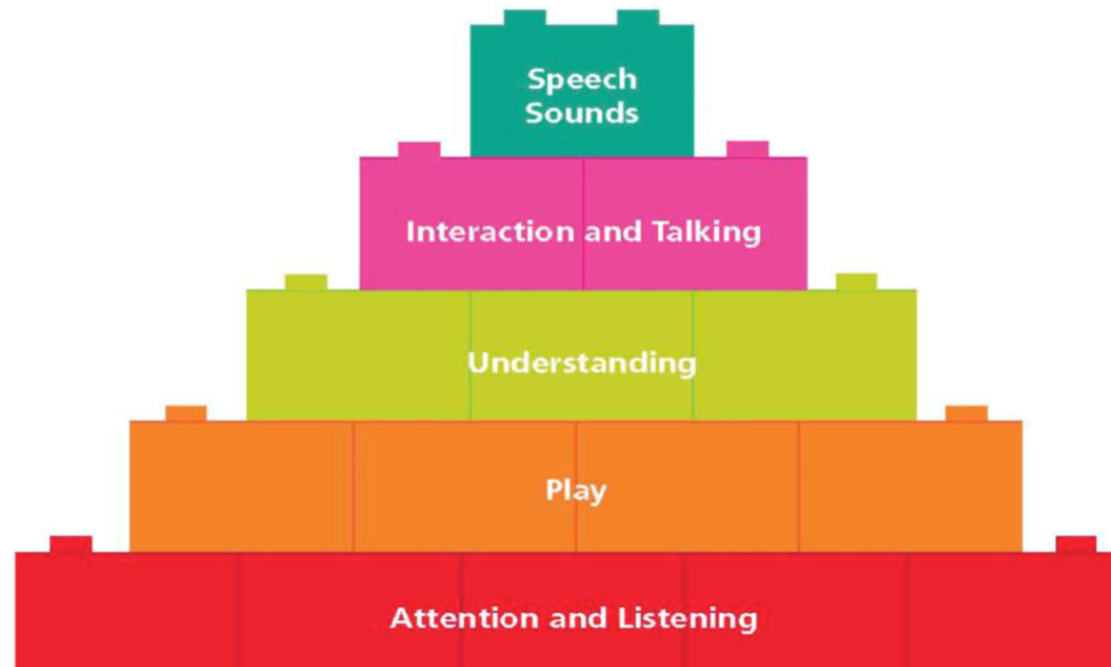 Speech
Sounds
Interaction and Talking
Understanding
Play
Attention and Listening